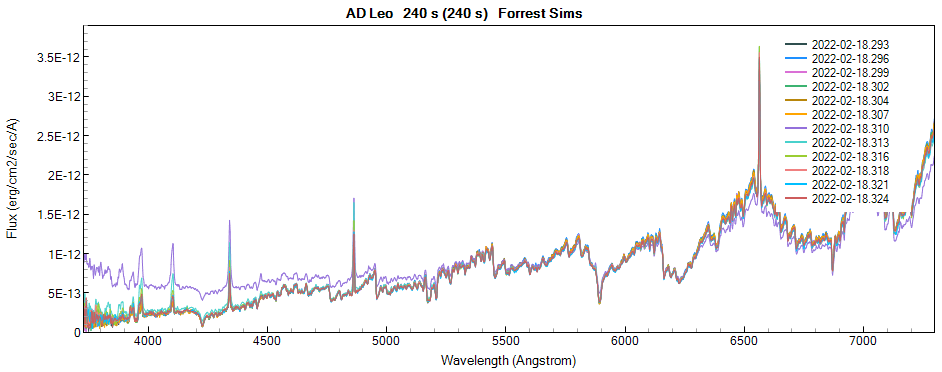 AD Leo 240 s (240 s) Forrest Sims
Flux (erg/cm2/sec/A)
3.5E-12
3E-12
2.5E-12
2E-12
1.5E-12
1E-12
5E-13
0
2022-02-18.293
2022-02-18.296
2022-02-18.299
2022-02-18.302
2022-02-18.304
2022-02-18.307
2022-02-18.310
2022-02-18.313
2022-02-18.316
2022-02-18.318
2022-02-18.321
2022-02-18.324
4000 4500 5000 5500 6000 6500 7000
Wavelength (Angstrom)